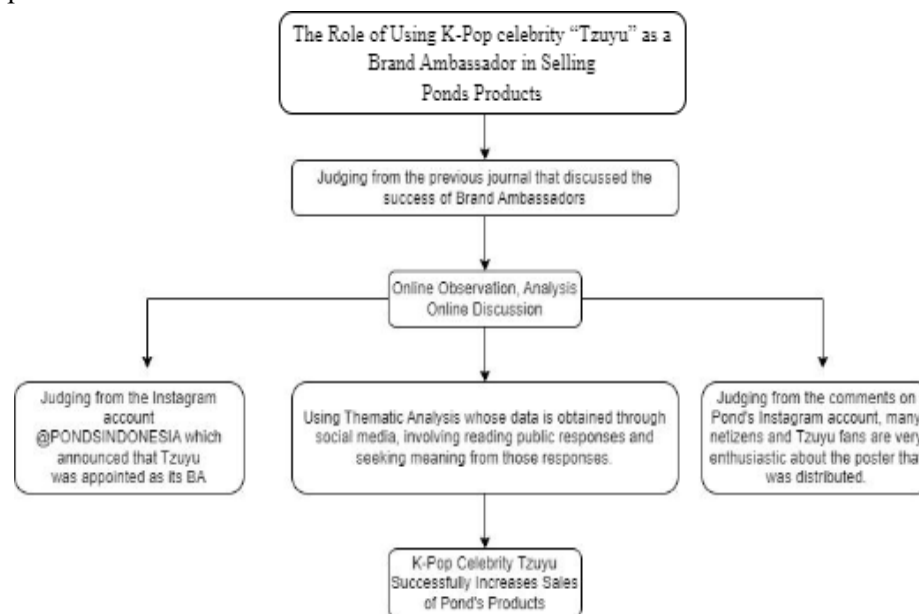 The Role of Using K-Pop celebrity “Tzuyu” as a
Brand Ambassador in Selling
Ponds Products
Judging from the previous journal that discussed the
success of Brand Ambassadors
Online Observation, Analysis
Online Discussion
Judging from the Instagram
account
@PONDSINDONESIA which
announced that Tzuyu
was appointed as its BA
Using Thematic Analysis whose data is obtained through
social media, involving reading public responses and
seeking meaning from those responses.
Judging from the comments on
Pond's Instagram account, many
netizens and Tzuyu fans are very
enthusiastic about the poster that
was distributed.
K-Pop Celebrity Tzuyu
Successfully Increases Sales
of Pond's Products